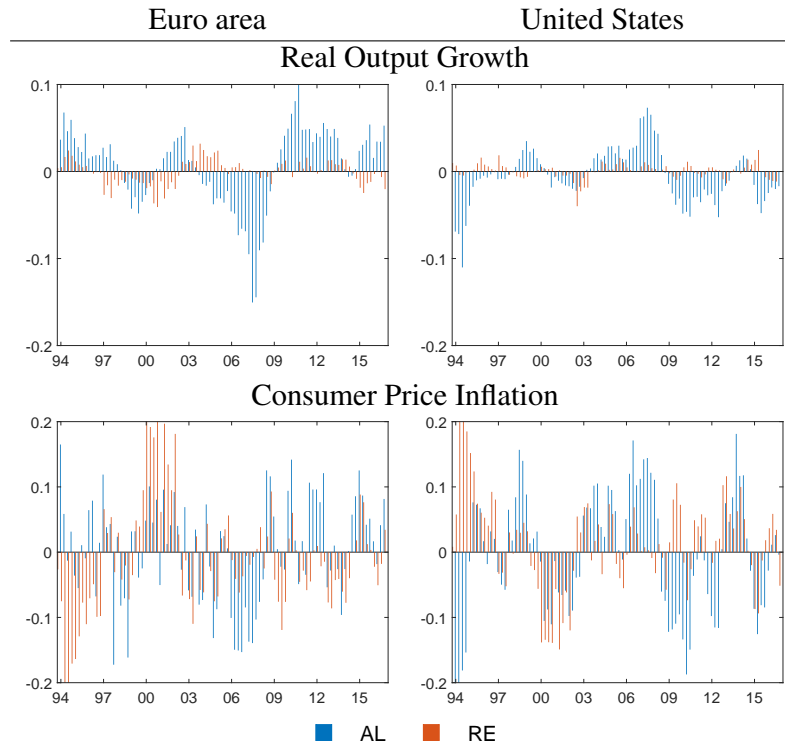 Euro area United States
Real Output Growth
0.1 0.1
0 0
-0.1 -0.1
-0.2 -0.2
94 97 00 03 06 09 12 15 94 97 00 03 06 09 12 15
Consumer Price Inflation
0.2 0.2
0.1 0.1
0 0
-0.1 -0.1
-0.2 -0.2
94 97 00 03 06 09 12 15 94 97 00 03 06 09 12 15
AL RE